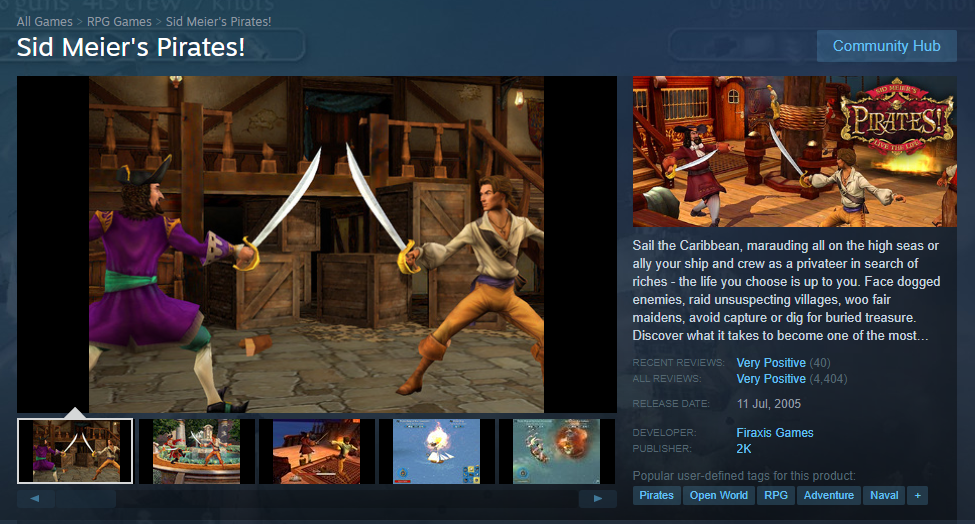 All Games > RPG Games > Sid Meier's Pirates!
Sid Meier's Pirates!
Community Hub
SID MEIER'S
PIRATES!
LIVE THE LIFE
Sail the Caribbean, marauding all on the high seas or
ally your ship and crew as a privateer in search of
riches - the life you choose is up to you. Face dogged
enemies, raid unsuspecting villages, woo fair
maidens, avoid capture or dig for buried treasure.
Discover what it takes to become one of the most...
RECENT REVIEWS: Very Positive (40)
ALL REVIEWS: Very Positive (4,404)
RELEASE DATE: 11 Jul, 2005
DEVELOPER: Firaxis Games
PUBLISHER: 2K
Popular user-defined tags for this product:
Pirates Open World RPG Adventure Naval +